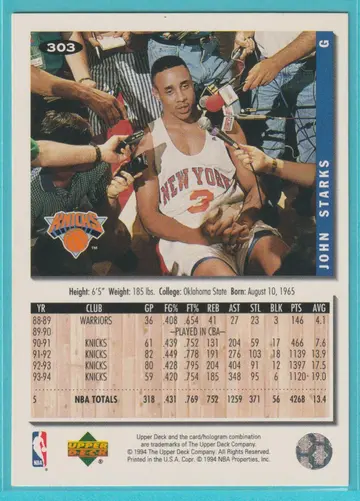 303
G
JOHN STARKS
NEW YORK
3
KNICKS
TM
Height: 6'5" Weight: 185 lbs. College: Oklahoma State Born: August 10, 1965
YR CLUB GP FG% FT% REB AST STL BLK 3 PTS AVG
88-89 WARRIORS 36 .408 .654 41 27 23 3 146 4.1
89-90 —PLAYED IN CBA—
90-91 KNICKS 61 .439 .752 131 204 59 17 466 7.6
91-92 KNICKS 82 .449 .778 191 276 103 18 1139 13.9
92-93 KNICKS 80 .428 .795 204 404 91 12 1397 17.5
93-94 KNICKS 59 .420 .754 185 348 95 6 1120 19.0
5 NBA TOTALS 318 .431 .769 752 1259 371 56 4268 13.4
NBA
UPPER
DECK
Upper Deck and the card/hologram combination
are trademarks of The Upper Deck Company.
© 1994 The Upper Deck Company. All Rights Reserved.
Printed in the U.S.A. Copr. © 1994 NBA Properties, Inc.